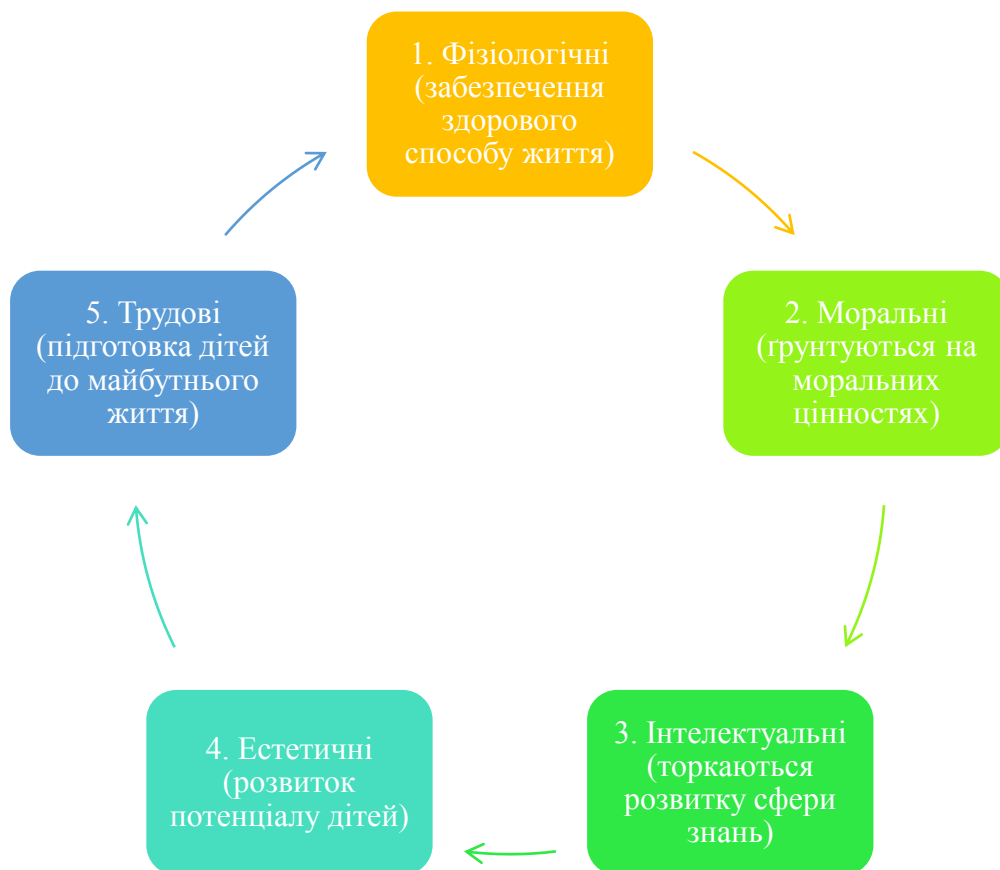 1. Фізіологічні
(забезпечення
здорового
способу життя)
2. Моральні
(ґрунтуються на
моральних
цінностях)
3. Інтелектуальні
(торкаються
розвитку сфери
знань)
4. Естетичні
(розвиток
потенціалу дітей)
5. Трудові
(підготовка дітей
до майбутнього
життя)